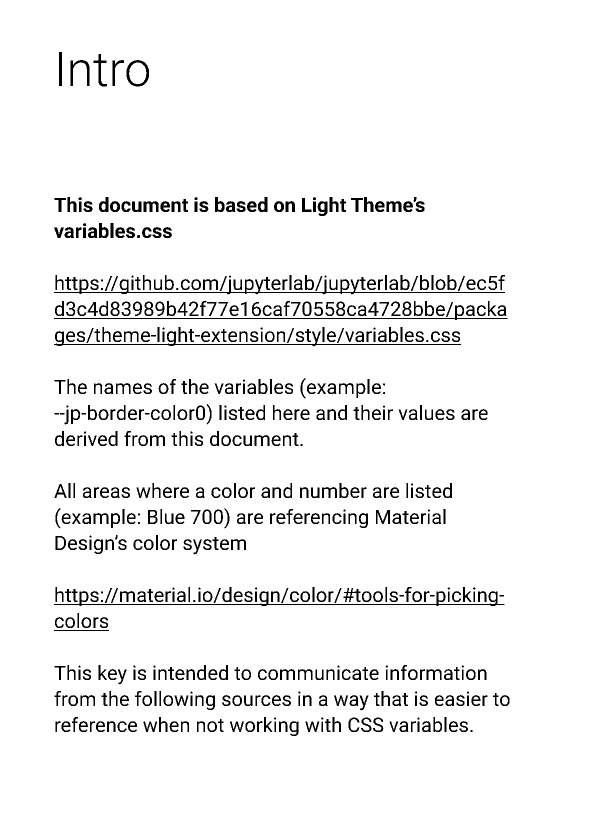 Intro
This document is based on Light Theme’s
variables.css
https://github.com/jupyterlab/jupyterlab/blob/ec5f
d3c4d83989b42f77e16caf70558ca4728bbe/packa
ges/theme-light-extension/style/variables.css
The names of the variables (example:
--jp-border-color0) listed here and their values are
derived from this document.
All areas where a color and number are listed
(example: Blue 700) are referencing Material
Design’s color system
https://material.io/design/color/#tools-for-picking-
colors
This key is intended to communicate information
from the following sources in a way that is easier to
reference when not working with CSS variables.